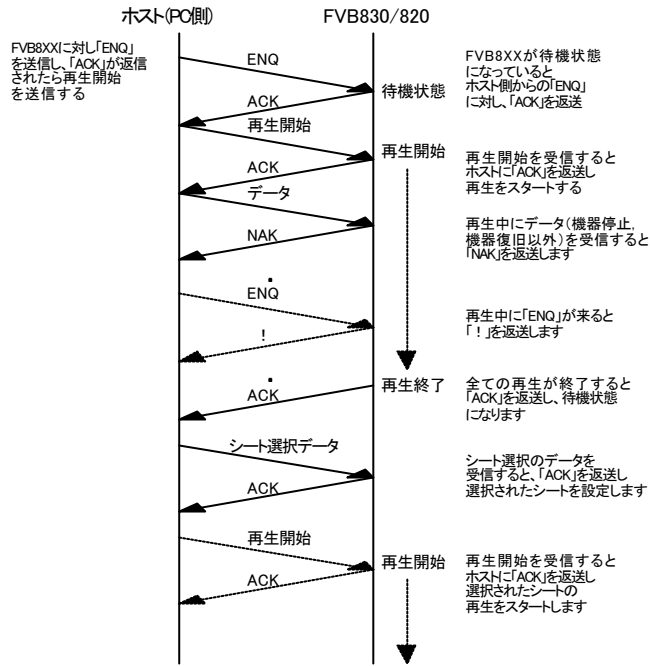 ホスト(PC側)
FVB830/820
FVB8XXに対し「ENQ」
を送信し、「ACK」が返信
されたら再生開始
を送信する
ENQ
FVB8XXが待機状態
になっていると
ホスト側からの「ENQ」
に対し、「ACK」を返送
待機状態
ACK
再生開始
再生開始
再生開始を受信すると
ホストに「ACK」を返送し
再生をスタートする
ACK
データ
再生中にデータ(機器停止,
機器復旧以外)を受信すると
「NAK」を返送します
NAK
ENQ
再生中に「ENQ」が来ると
「!」を返送します
!
再生終了
全ての再生が終了すると
「ACK」を返送し、待機状態
になります
ACK
シート選択データ
シート選択のデータを
受信すると、「ACK」を返送し
選択されたシートを設定します
ACK
再生開始
再生開始
再生開始を受信すると
ホストに「ACK」を返送し
選択されたシートの
再生をスタートします
ACK